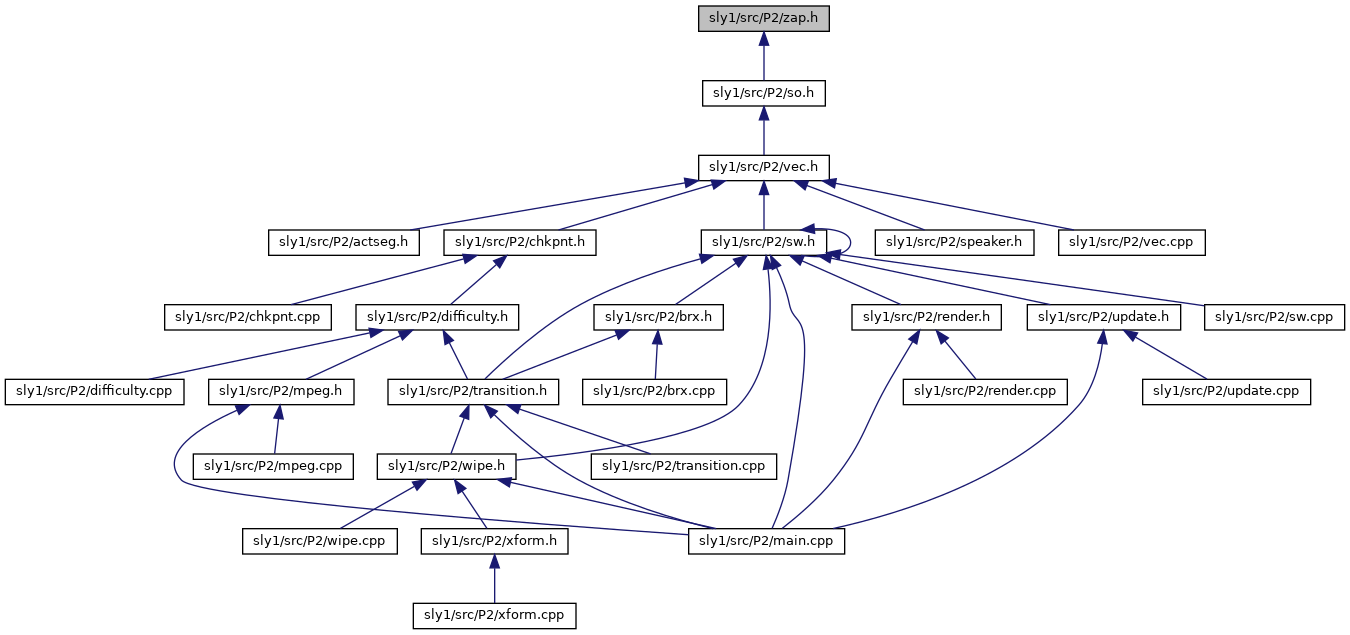 sly1/src/P2/zap.h
sly1/src/P2/so.h
sly1/src/P2/vec.h
sly1/src/P2/actseg.h
sly1/src/P2/chkpnt.h
sly1/src/P2/sw.h
sly1/src/P2/speaker.h
sly1/src/P2/vec.cpp
sly1/src/P2/chkpnt.cpp
sly1/src/P2/difficulty.h
sly1/src/P2/brx.h
sly1/src/P2/render.h
sly1/src/P2/update.h
sly1/src/P2/sw.cpp
sly1/src/P2/difficulty.cpp
sly1/src/P2/mpeg.h
sly1/src/P2/transition.h
sly1/src/P2/brx.cpp
sly1/src/P2/render.cpp
sly1/src/P2/update.cpp
sly1/src/P2/mpeg.cpp
sly1/src/P2/wipe.h
sly1/src/P2/transition.cpp
sly1/src/P2/wipe.cpp
sly1/src/P2/xform.h
sly1/src/P2/main.cpp
sly1/src/P2/xform.cpp